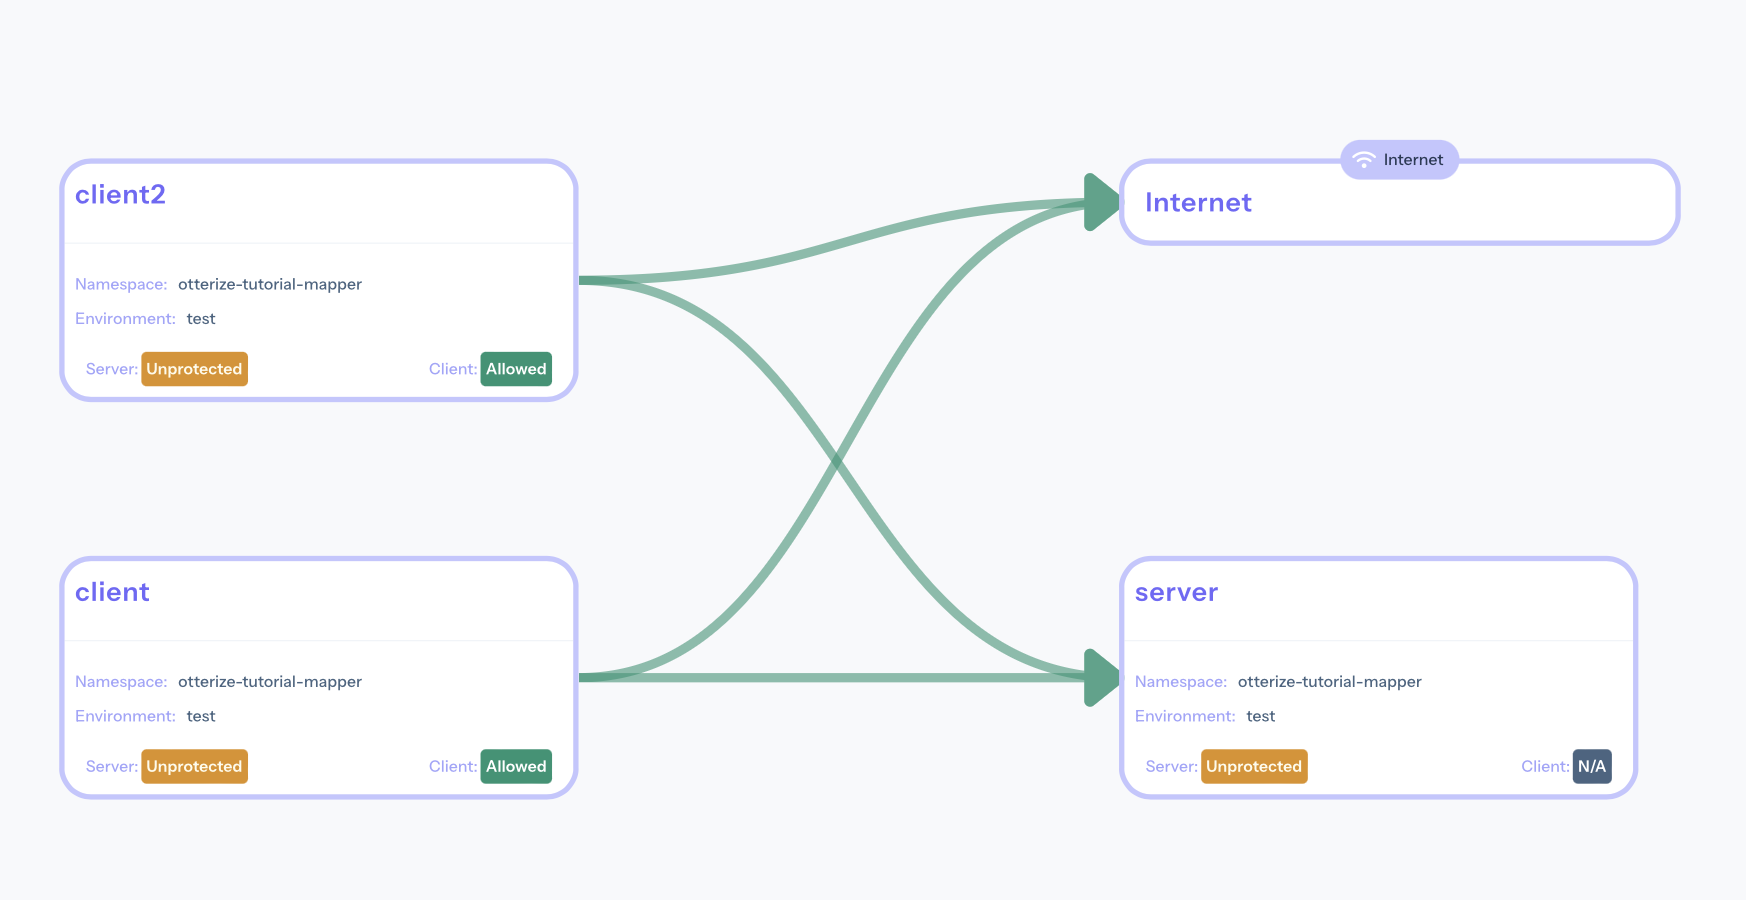 client2
Namespace: otterize-tutorial-mapper
Environment: test
Server: Unprotected Client: Allowed
Internet
Internet
client
Namespace: otterize-tutorial-mapper
Environment: test
Server: Unprotected Client: Allowed
server
Namespace: otterize-tutorial-mapper
Environment: test
Server: Unprotected Client: N/A